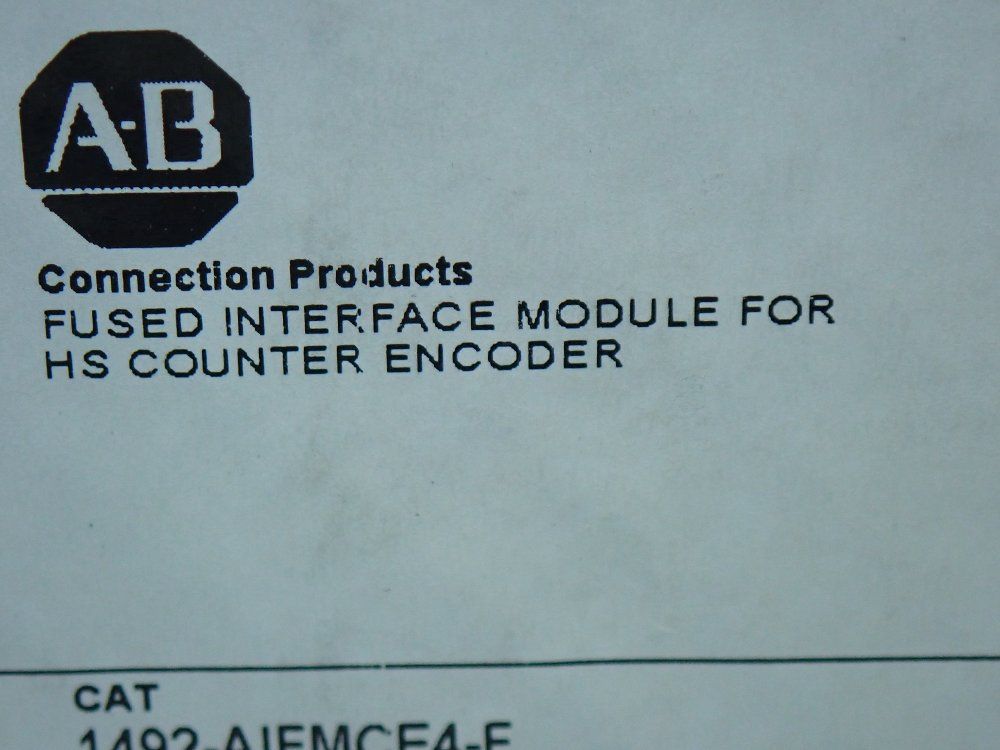 A-B
Connection Products
FUSED INTERFACE MODULE FOR
HS COUNTER ENCODER
CAT